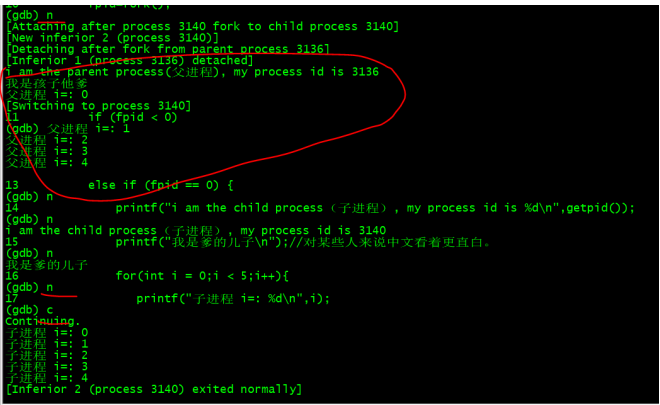 10 fpid=fork();
(gdb) n
[Attaching after process 3140 fork to child process 3140]
[New inferior 2 (process 3140)]
[Detaching after fork from parent process 3136]
[Inferior 1 (process 3136) detached]
i am the parent process(父进程), my process id is 3136
我是孩子他爹
父进程 i=: 0
[Switching to process 3140]
11 if (fpid < 0)
(gdb) 父进程 i=: 1
父进程 i=: 2
父进程 i=: 3
父进程 i=: 4
13 else if (fpid == 0) {
(gdb) n
14 printf("i am the child process（子进程）, my process id is %d\n",getpid());
(gdb) n
i am the child process（子进程）, my process id is 3140
15 printf("我是爹的儿子\n");//对某些人来说中文看着更直白。
(gdb) n
我是爹的儿子
16 for(int i = 0;i < 5;i++){
(gdb) n
17 printf("子进程 i=: %d\n",i);
(gdb) c
Continuing.
子进程 i=: 0
子进程 i=: 1
子进程 i=: 2
子进程 i=: 3
子进程 i=: 4
[Inferior 2 (process 3140) exited normally]